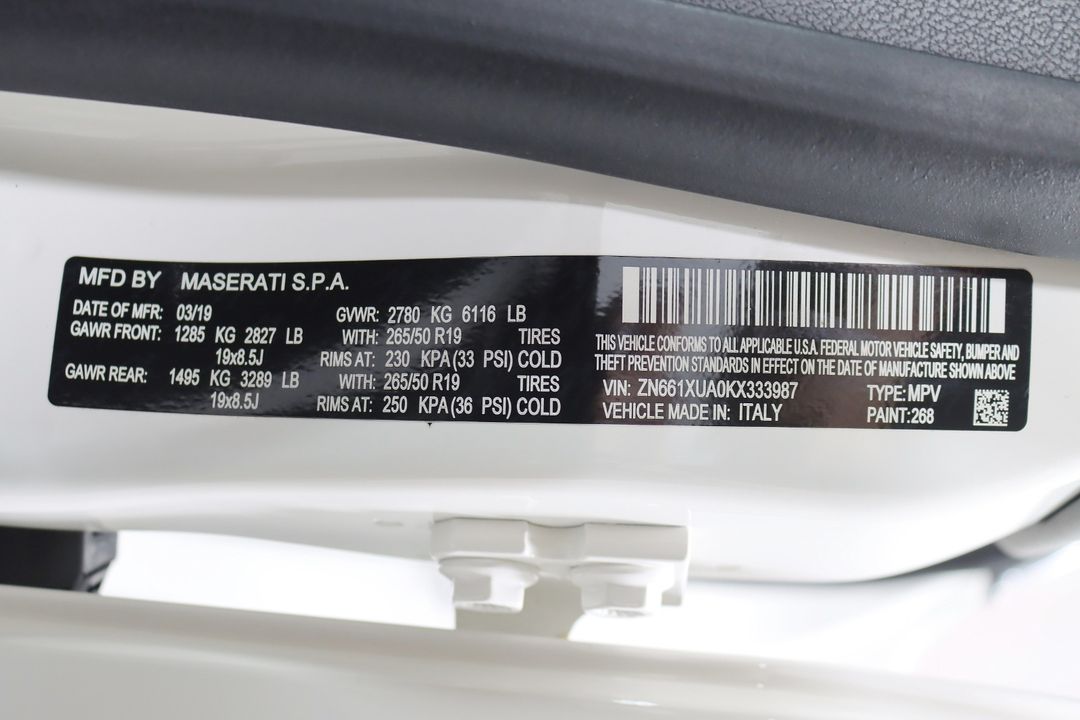 MFD BY MASERATI S.P.A.
DATE OF MFR: 03/19 GVWR: 2780 KG 6116 LB
GAWR FRONT: 1285 KG 2827 LB WITH: 265/50 R19 TIRES
19x8.5J RIMS AT: 230 KPA (33 PSI) COLD
GAWR REAR: 1495 KG 3289 LB WITH: 265/50 R19 TIRES
19x8.5J RIMS AT: 250 KPA (36 PSI) COLD
THIS VEHICLE CONFORMS TO ALL APPLICABLE U.S.A. FEDERAL MOTOR VEHICLE SAFETY, BUMPER AND
THEFT PREVENTION STANDARDS IN EFFECT ON THE DATE OF MANUFACTURE SHOWN ABOVE
VIN: ZN661XUA0KX333987 TYPE: MPV
VEHICLE MADE IN: ITALY PAINT:268